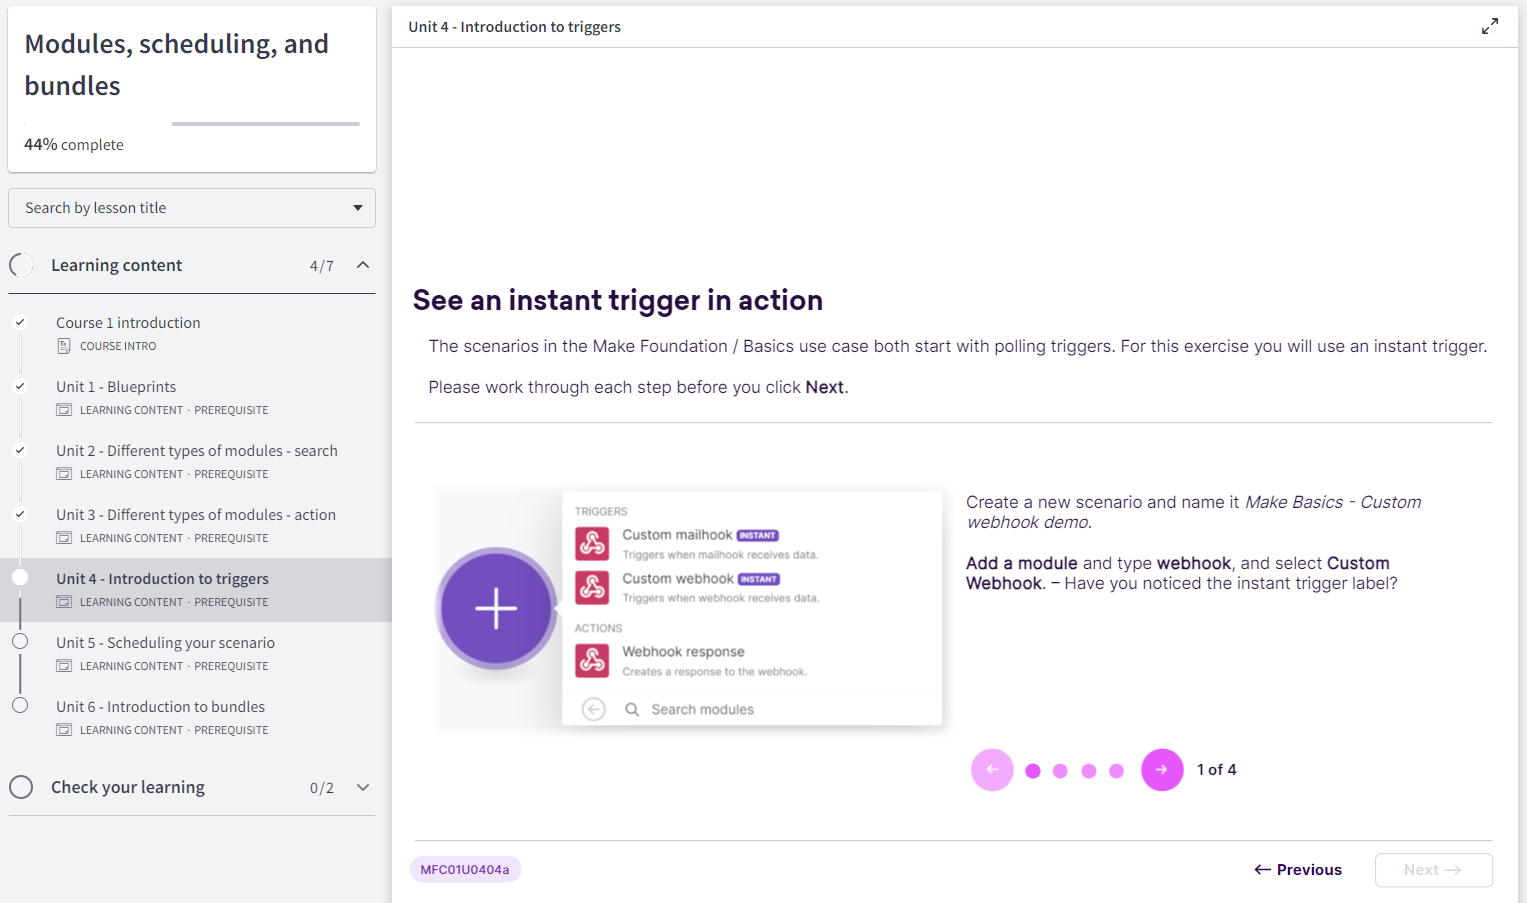 Modules, scheduling, and
bundles
44% complete
Search by lesson title
Learning content 4/7
Course 1 introduction
COURSE INTRO
Unit 1 - Blueprints
LEARNING CONTENT · PREREQUISITE
Unit 2 - Different types of modules - search
LEARNING CONTENT · PREREQUISITE
Unit 3 - Different types of modules - action
LEARNING CONTENT · PREREQUISITE
Unit 4 - Introduction to triggers
LEARNING CONTENT · PREREQUISITE
Unit 5 - Scheduling your scenario
LEARNING CONTENT · PREREQUISITE
Unit 6 - Introduction to bundles
LEARNING CONTENT · PREREQUISITE
Check your learning 0/2
Unit 4 - Introduction to triggers
See an instant trigger in action
The scenarios in the Make Foundation / Basics use case both start with polling triggers. For this exercise you will use an instant trigger.
Please work through each step before you click Next.
TRIGGERS
Custom mailhook INSTANT
Triggers when mailhook receives data.
Custom webhook INSTANT
Triggers when webhook receives data.
ACTIONS
Webhook response
Creates a response to the webhook.
Search modules
Create a new scenario and name it Make Basics - Custom
webhook demo.
Add a module and type webhook, and select Custom
Webhook. – Have you noticed the instant trigger label?
1 of 4
MFC01U0404a
← Previous
Next →